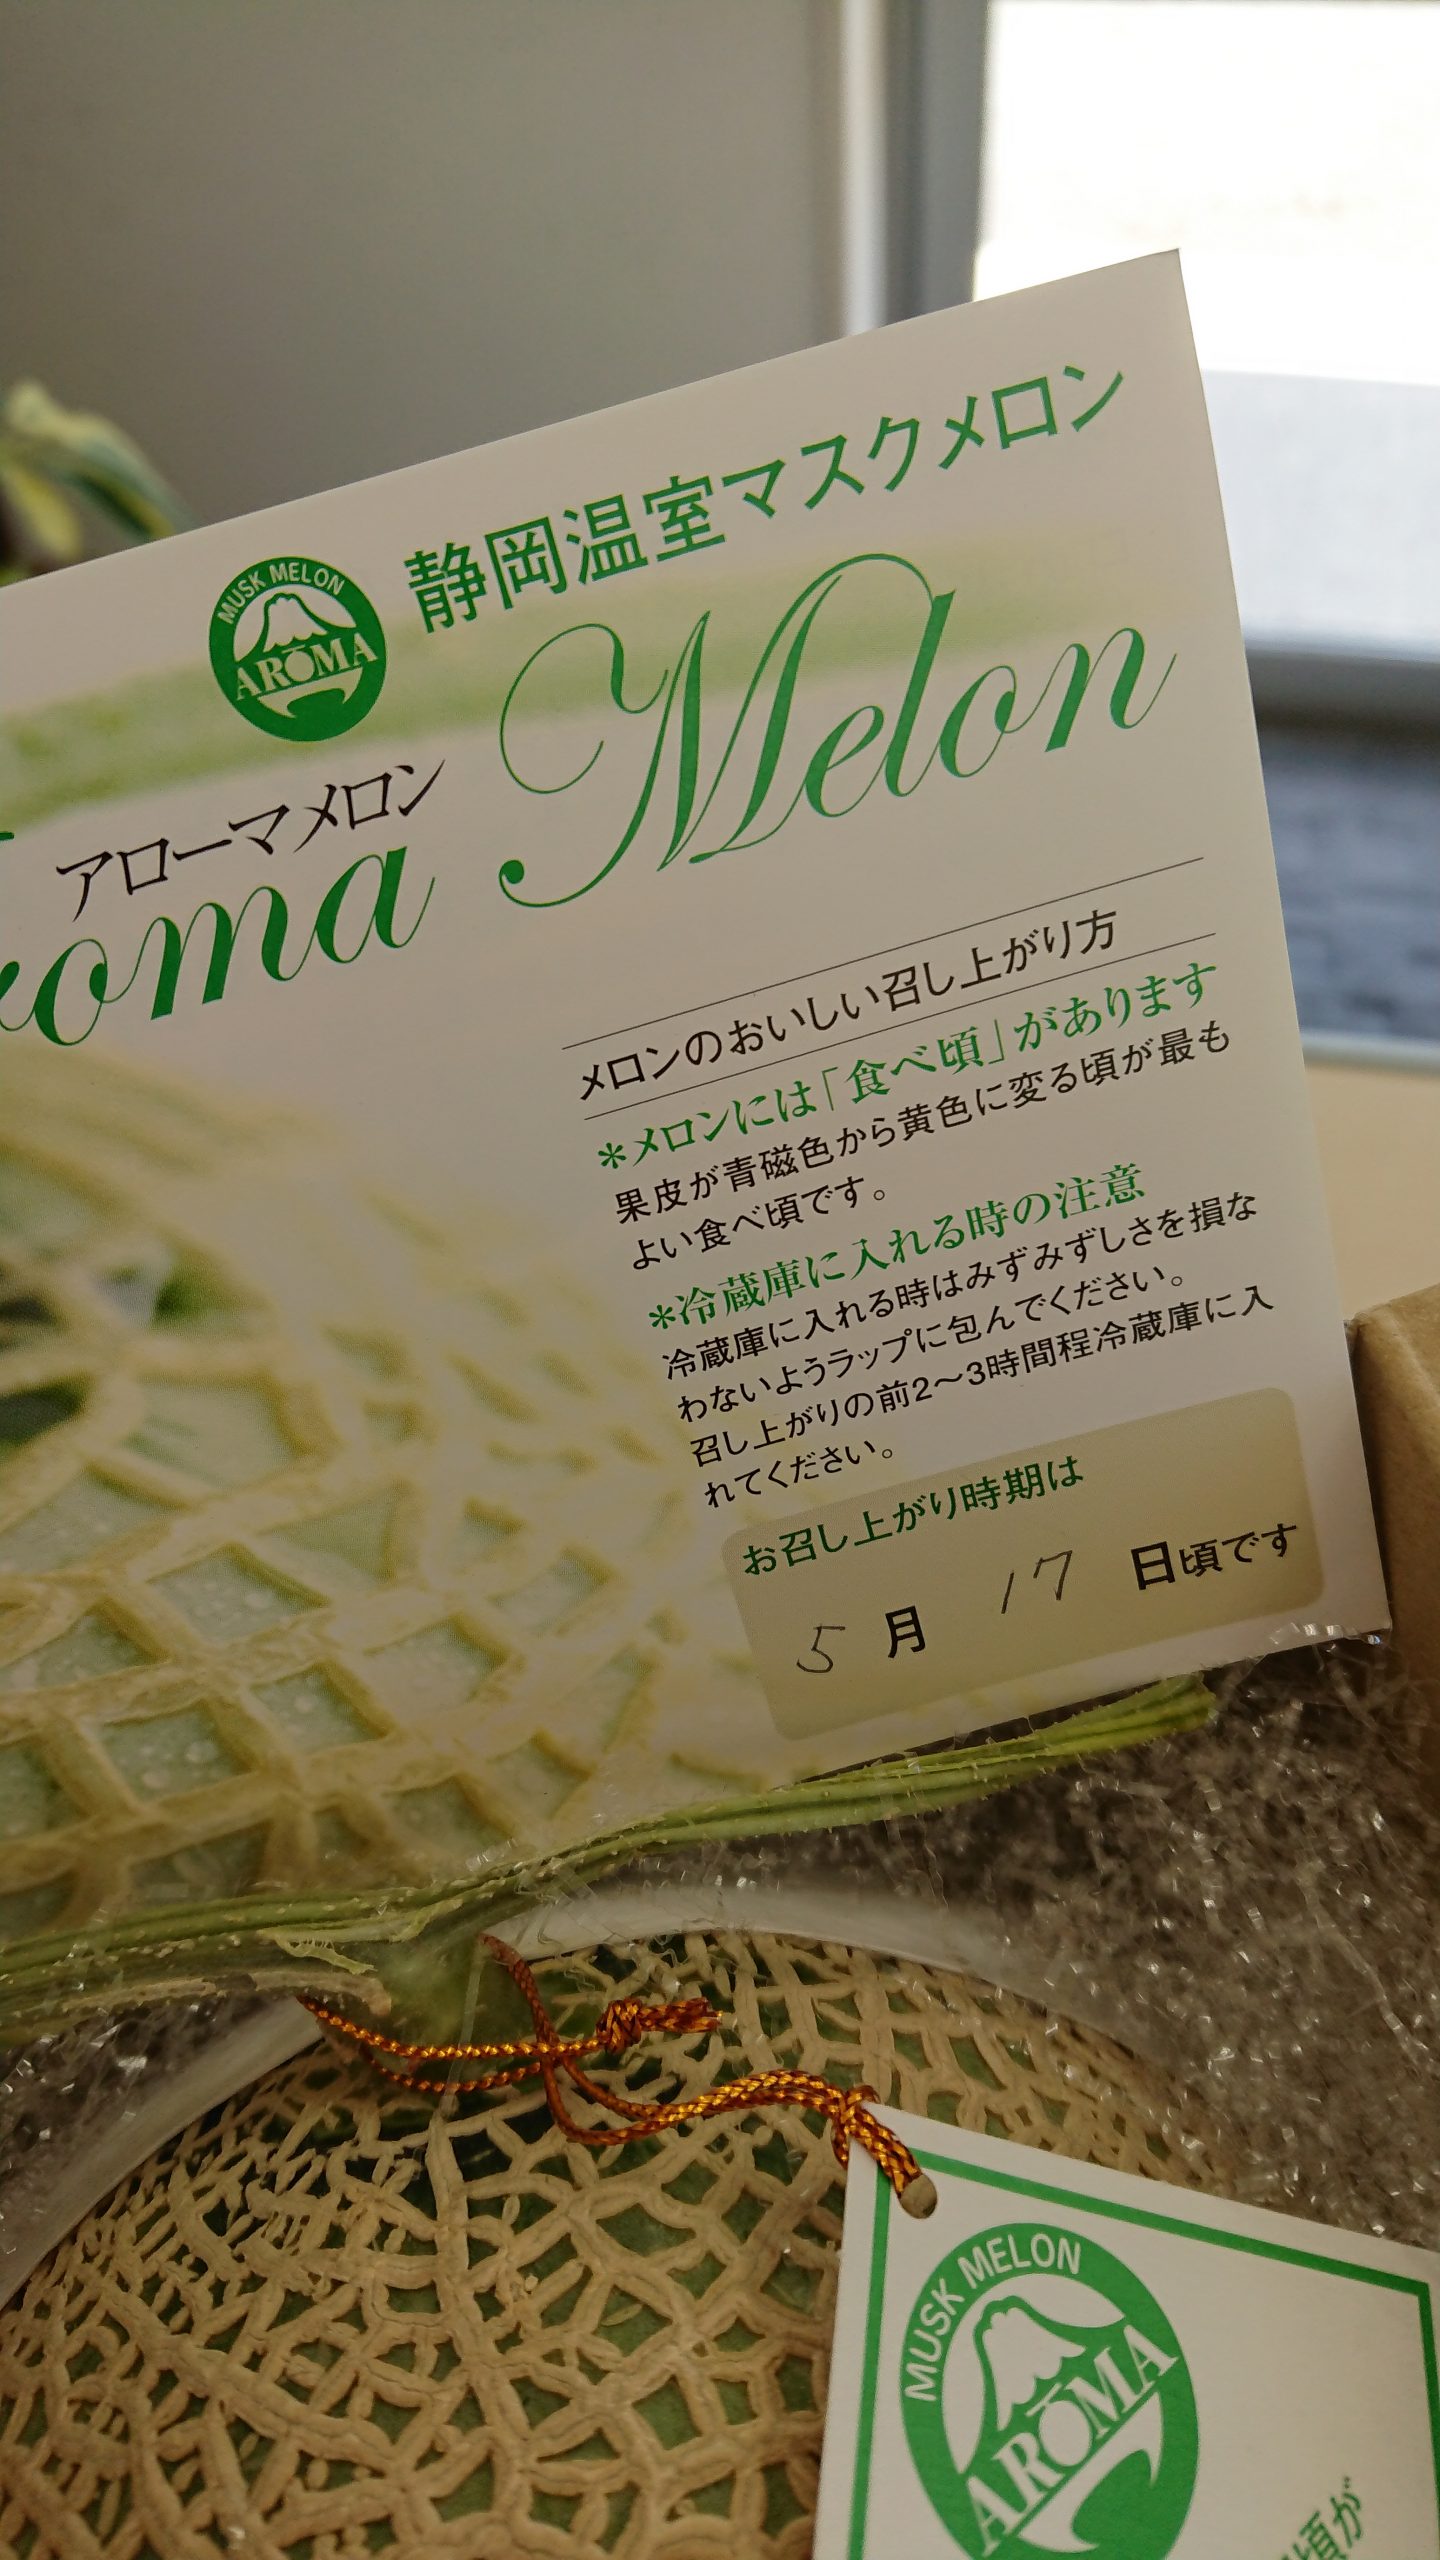 静岡温室マスクメロン
MUSK MELON
AROMA
アローマメロン
roma Melon
メロンのおいしい召し上がり方
＊メロンには「食べ頃」があります
果皮が青磁色から黄色に変る頃が最も
よい食べ頃です。
＊冷蔵庫に入れる時の注意
冷蔵庫に入れる時はみずみずしさを損な
わないようラップに包んでください。
召し上がりの前2〜3時間程冷蔵庫に入
れてください。
お召し上がり時期は
5月 17 日頃です
MUSK MELON
AROMA
頃が